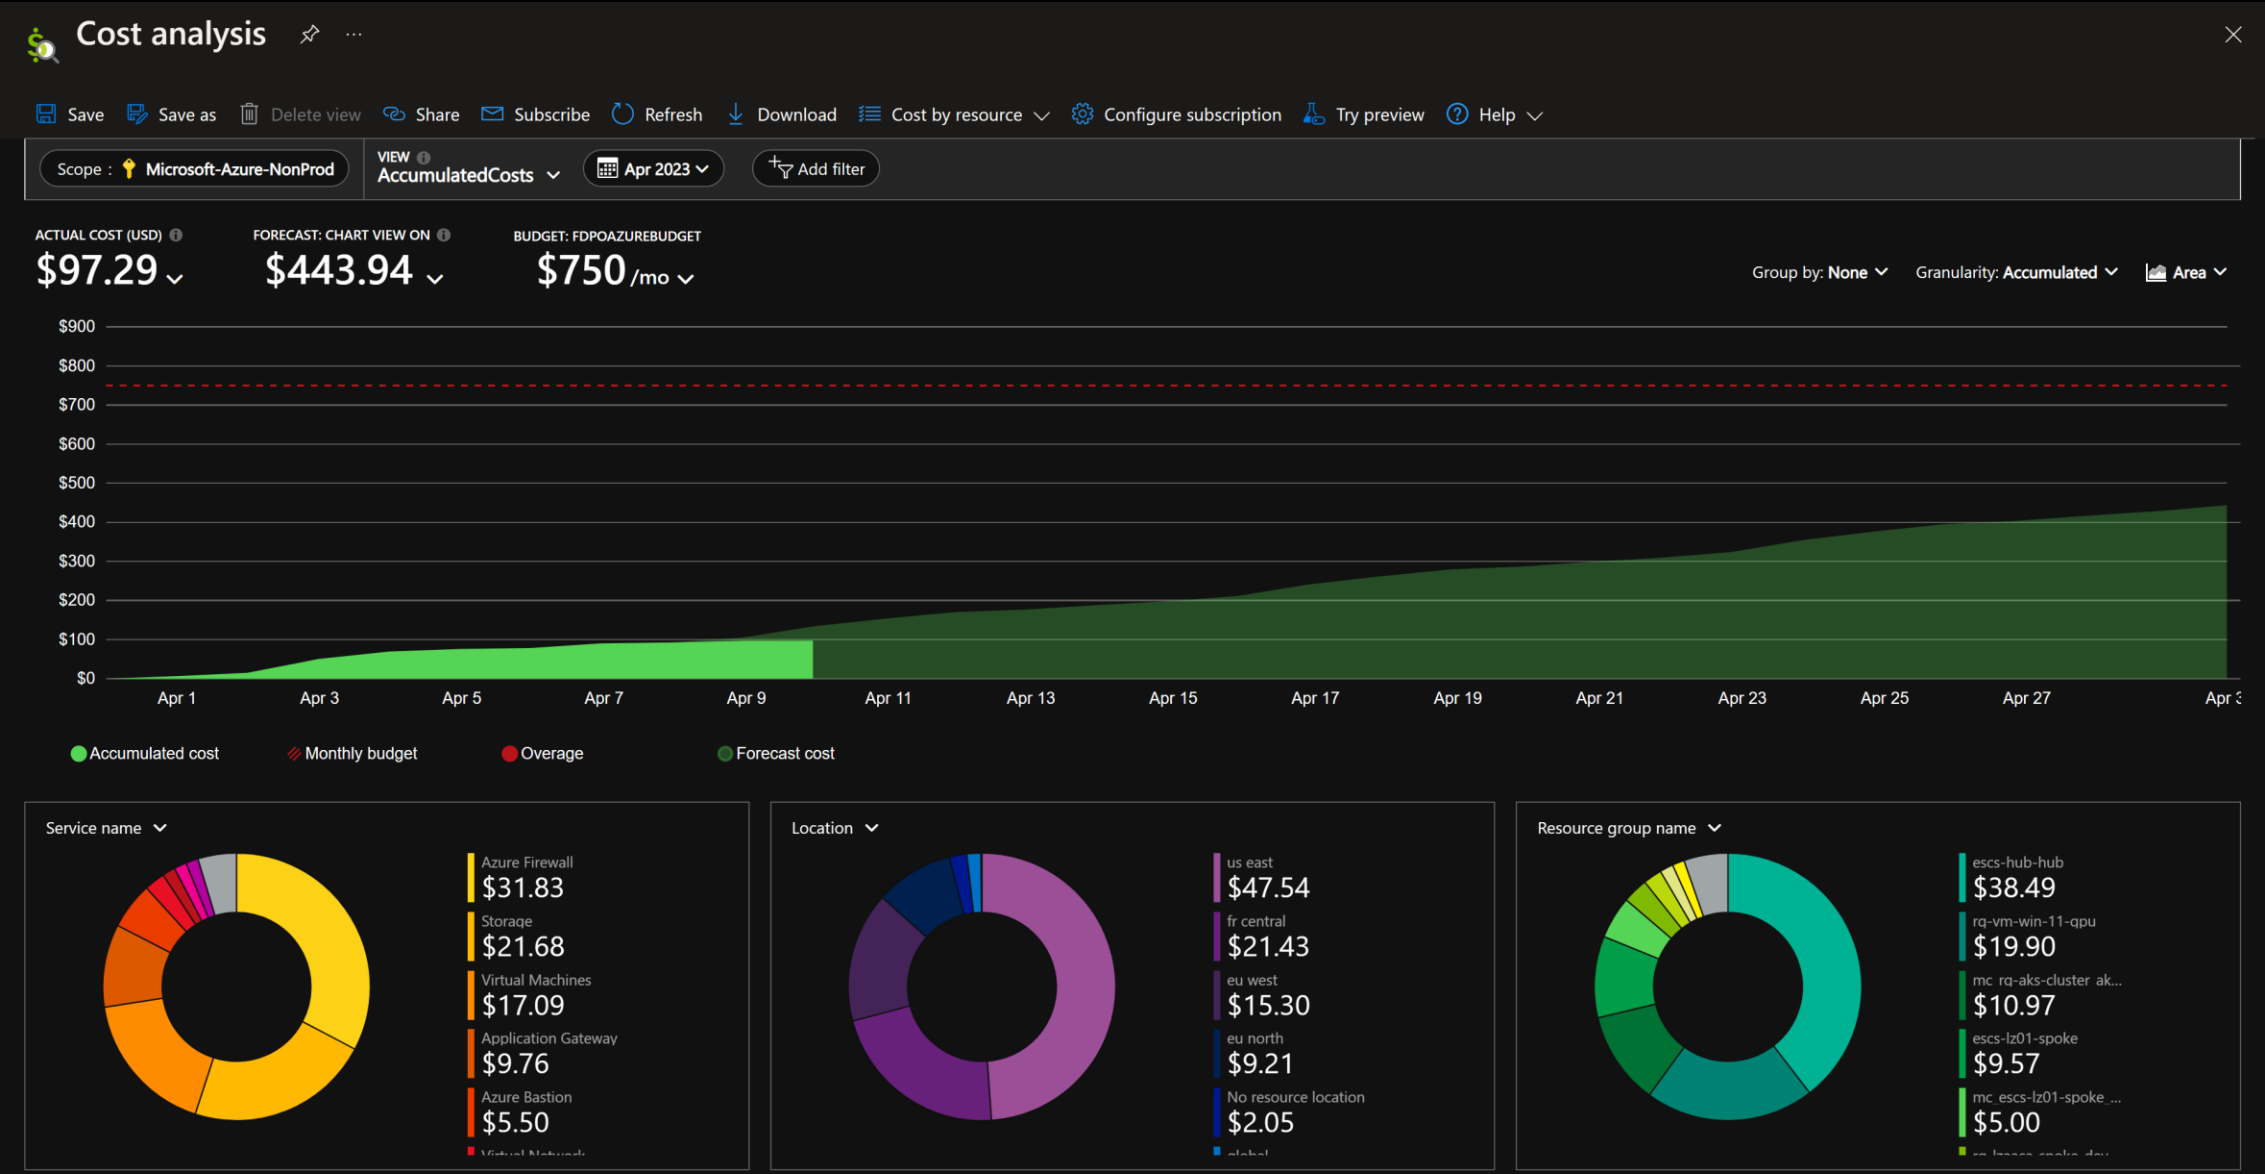 Cost analysis
Save
Save as
Delete view
Share
Subscribe
Refresh
Download
Cost by resource
Configure subscription
Try preview
Help
Scope : Microsoft-Azure-NonProd
VIEW
AccumulatedCosts
Apr 2023
Add filter
ACTUAL COST (USD)
$97.29
FORECAST: CHART VIEW ON
$443.94
BUDGET: FDPOAZUREBUDGET
$750 /mo
Group by: None
Granularity: Accumulated
Area
$900
$800
$700
$600
$500
$400
$300
$200
$100
$0
Apr 1
Apr 3
Apr 5
Apr 7
Apr 9
Apr 11
Apr 13
Apr 15
Apr 17
Apr 19
Apr 21
Apr 23
Apr 25
Apr 27
Apr
Accumulated cost
Monthly budget
Overage
Forecast cost
Service name
Azure Firewall
$31.83
Storage
$21.68
Virtual Machines
$17.09
Application Gateway
$9.76
Azure Bastion
$5.50
Virtual Network
Location
us east
$47.54
fr central
$21.43
eu west
$15.30
eu north
$9.21
No resource location
$2.05
global
Resource group name
escs-hub-hub
$38.49
rg-vm-win-11-gpu
$19.90
mc_rg-aks-cluster_ak...
$10.97
escs-lz01-spoke
$9.57
mc_escs-lz01-spoke_...
$5.00